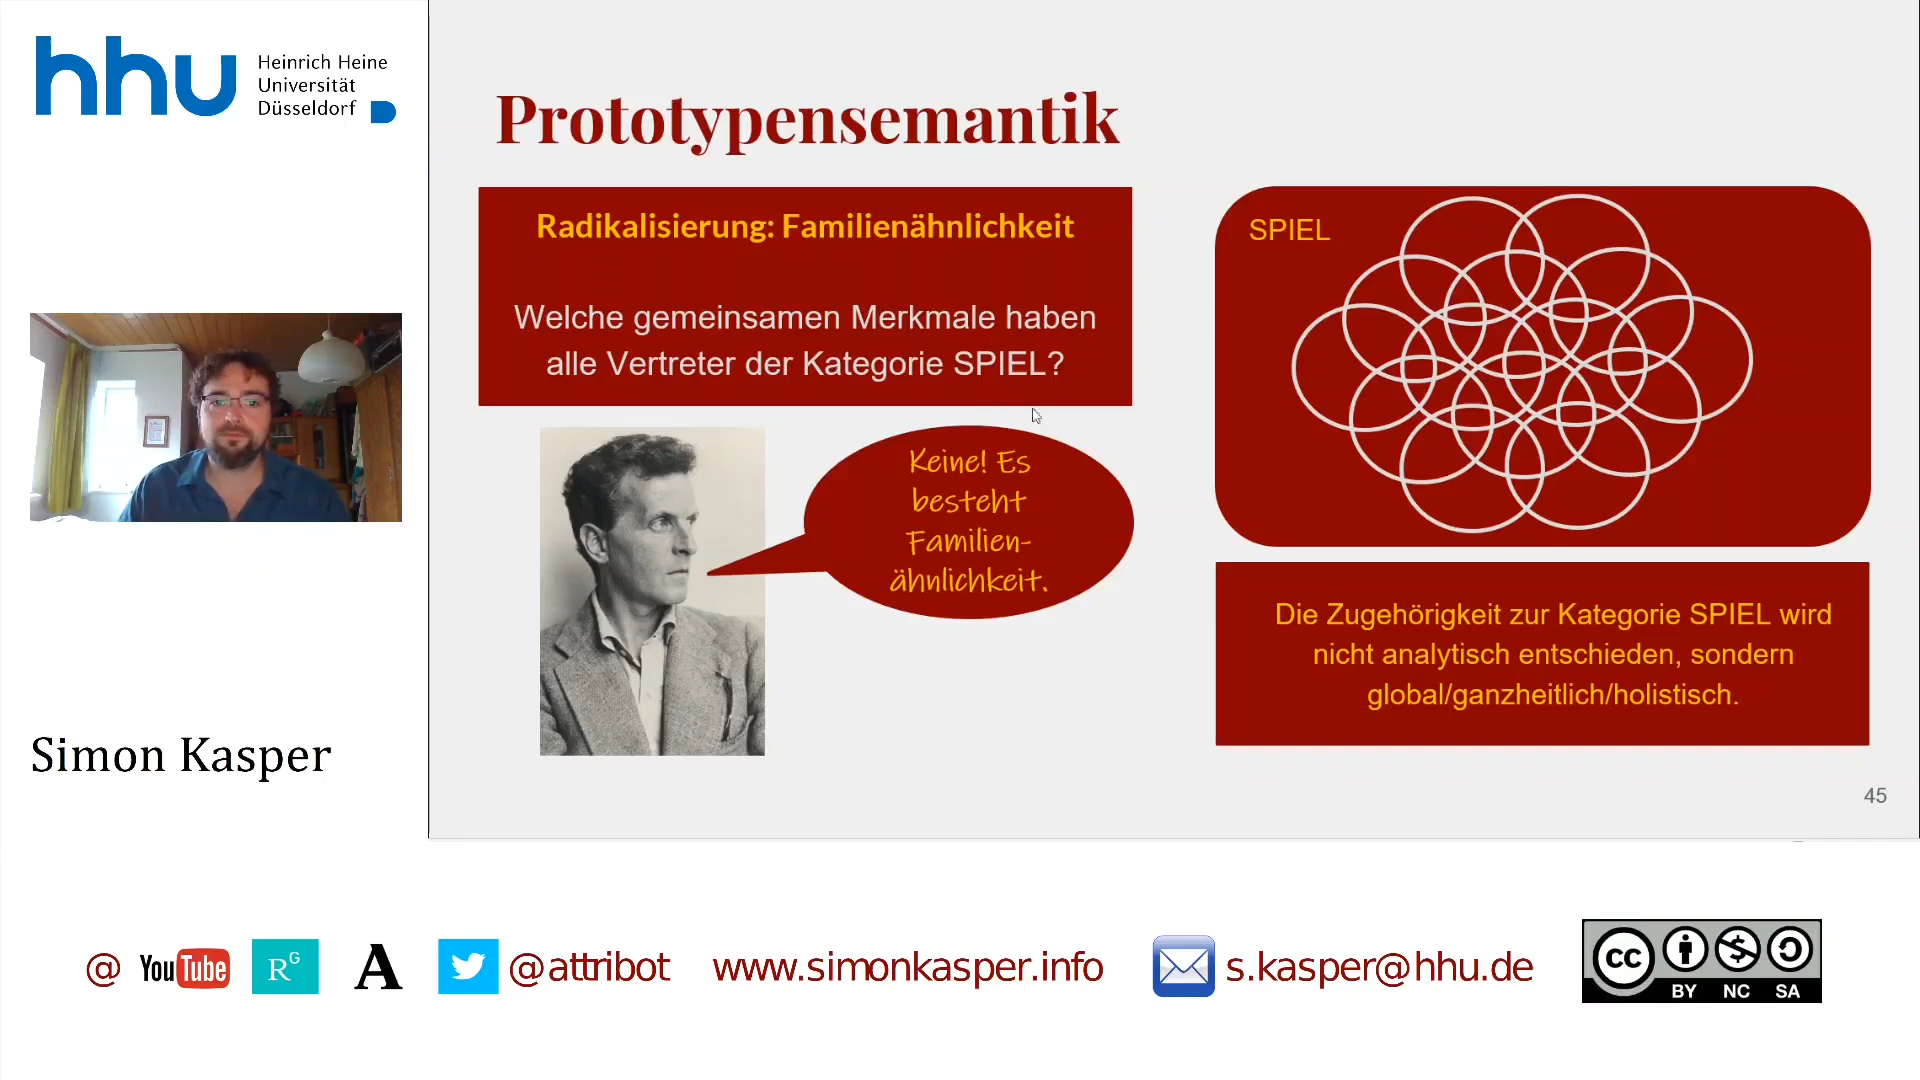 hhu
Heinrich Heine
Universität
Düsseldorf
Simon Kasper
Prototypensemantik
Radikalisierung: Familienähnlichkeit
Welche gemeinsamen Merkmale haben
alle Vertreter der Kategorie SPIEL?
Keine! Es
besteht
Familien-
ähnlichkeit.
SPIEL
Die Zugehörigkeit zur Kategorie SPIEL wird
nicht analytisch entschieden, sondern
global/ganzheitlich/holistisch.
45
@ YouTube RG A @attribot www.simonkasper.info s.kasper@hhu.de
cc
BY NC SA